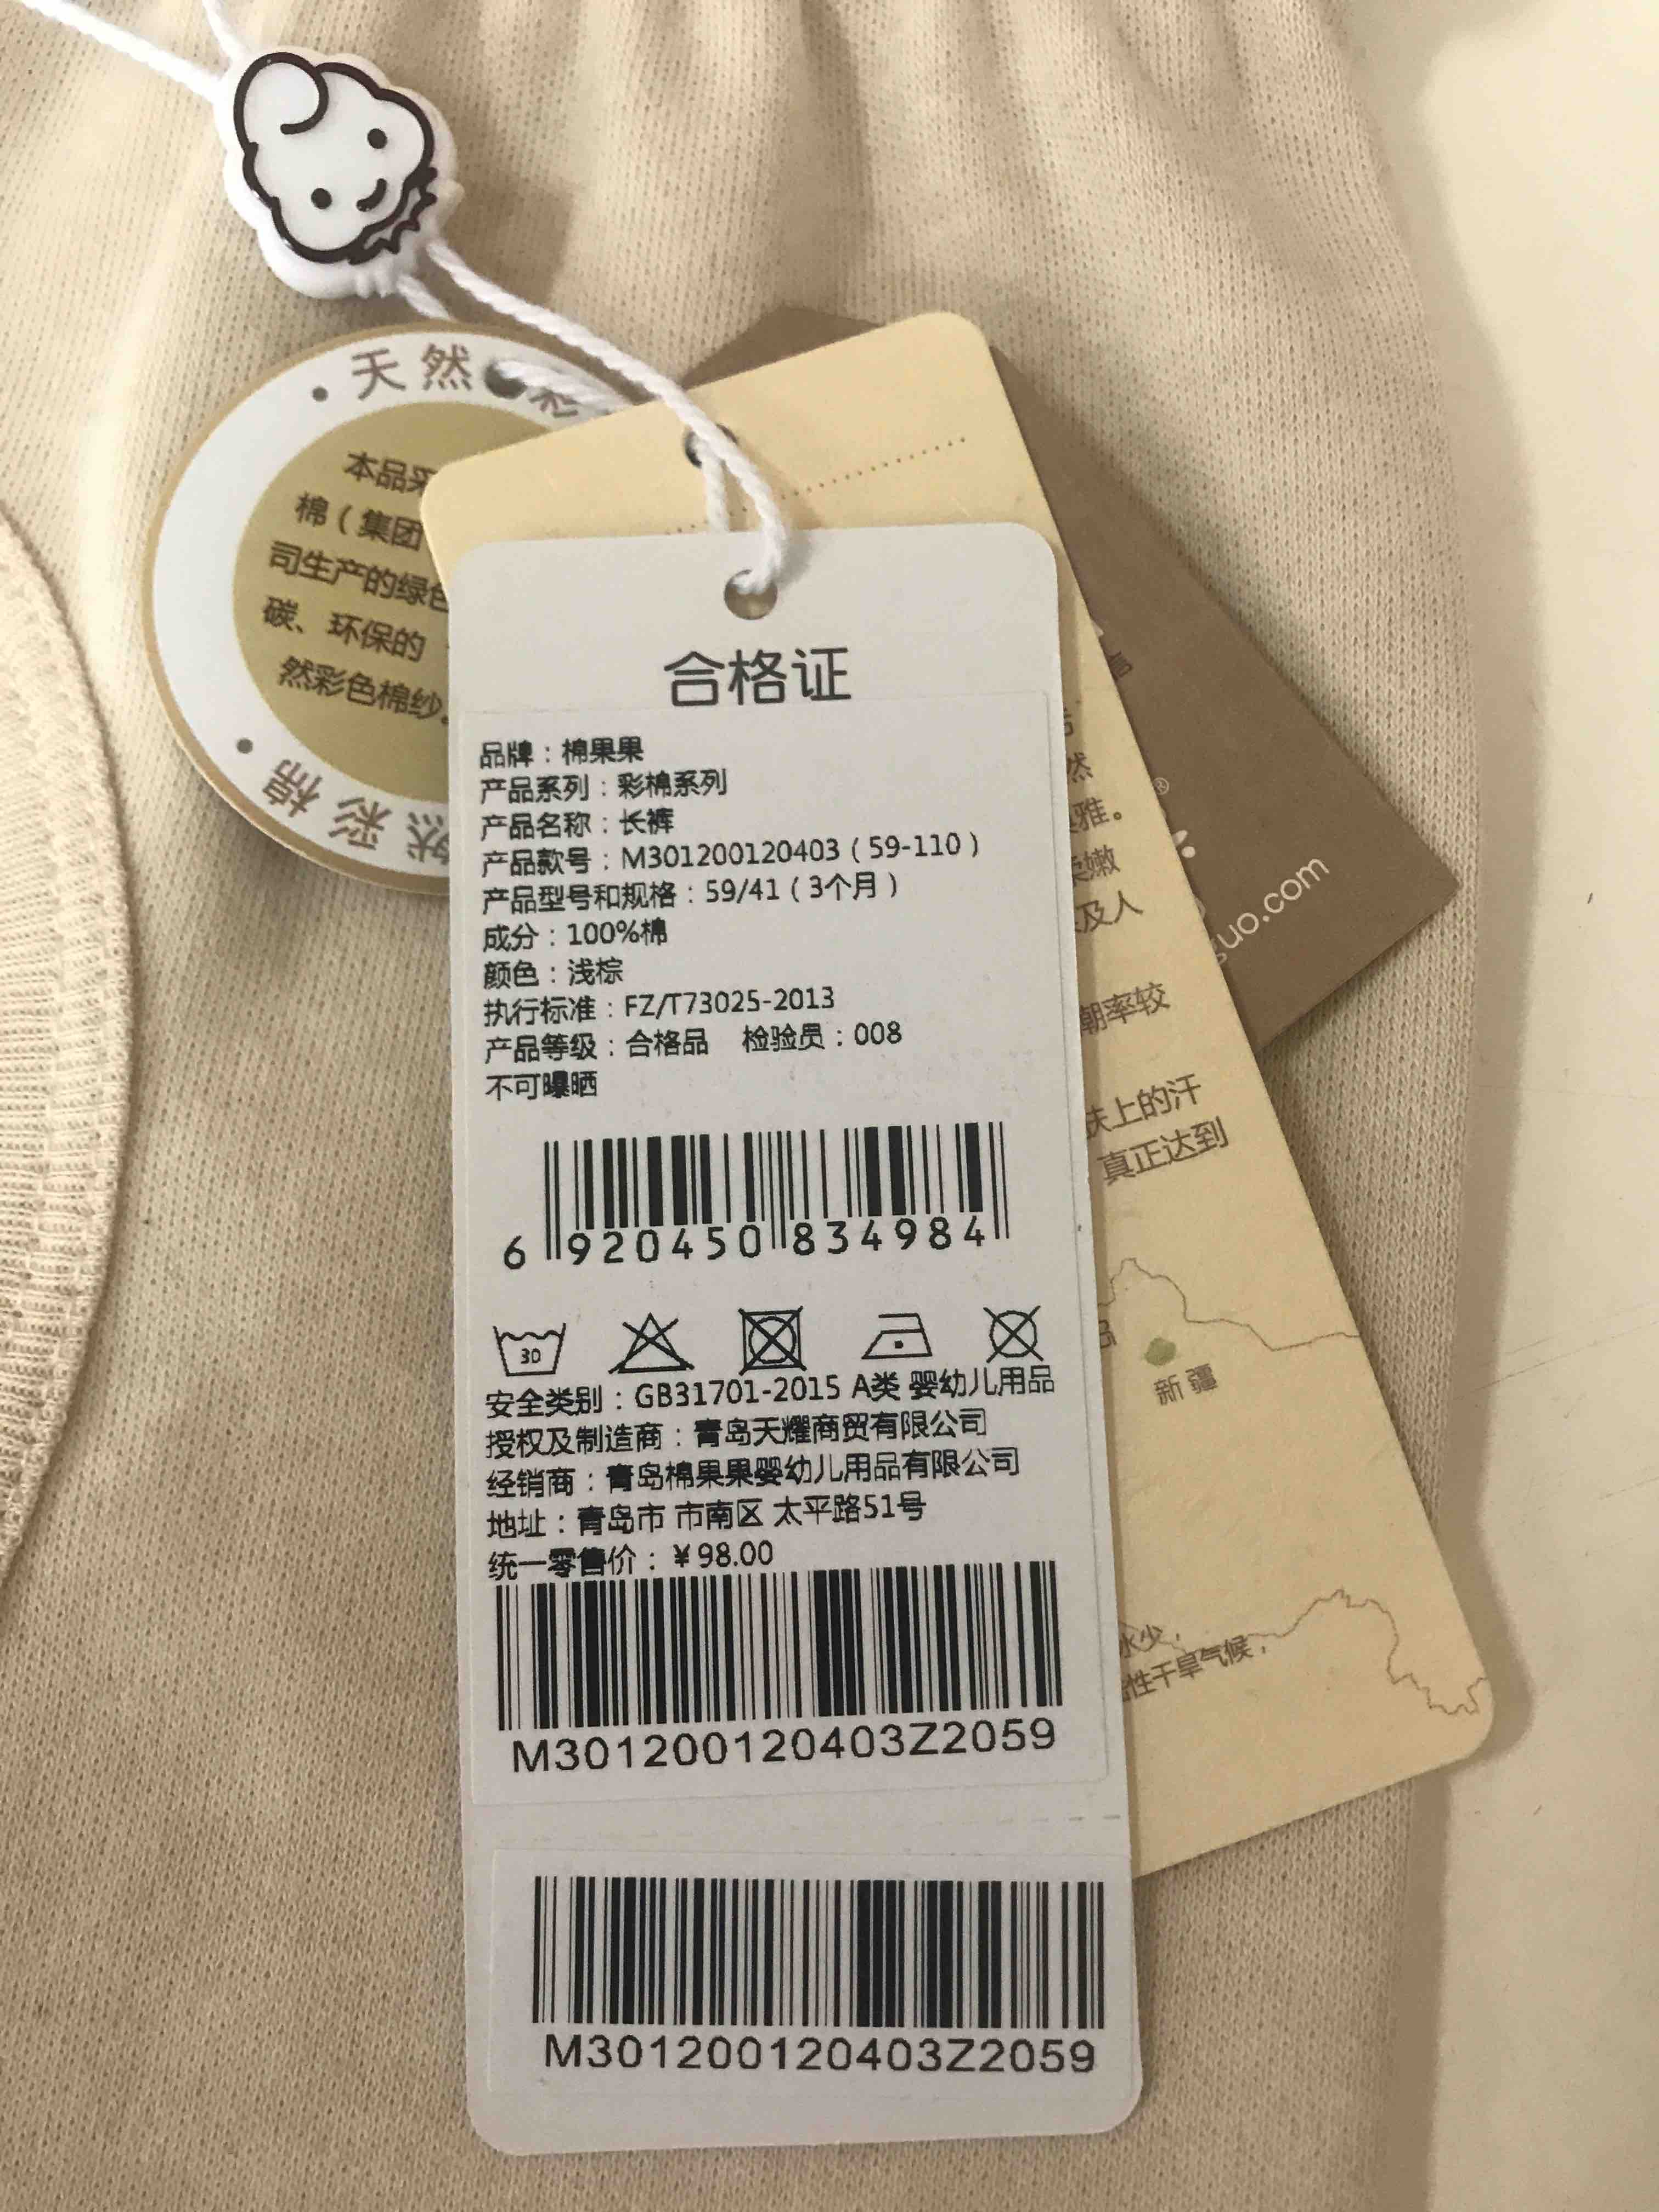 天然
本品采
棉（集团
司生产的绿色
碳、环保的
然彩色棉纱。
然彩棉
合格证
品牌：棉果果
产品系列：彩棉系列
产品名称：长裤
产品款号：M301200120403（59-110）
产品型号和规格：59/41（3个月）
成分：100%棉
颜色：浅棕
执行标准：FZ/T73025-2013
产品等级：合格品 检验员：008
不可曝晒
6 920450 834984
30
安全类别：GB31701-2015 A类 婴幼儿用品
授权及制造商：青岛天耀商贸有限公司
经销商：青岛棉果果婴幼儿用品有限公司
地址：青岛市 市南区 太平路51号
统一零售价：￥98.00
M301200120403Z2059
M301200120403Z2059
然
雅。
嫩
及人
潮率较
肤上的汗
真正达到
新疆
水少，
性干旱气候，
guo.com